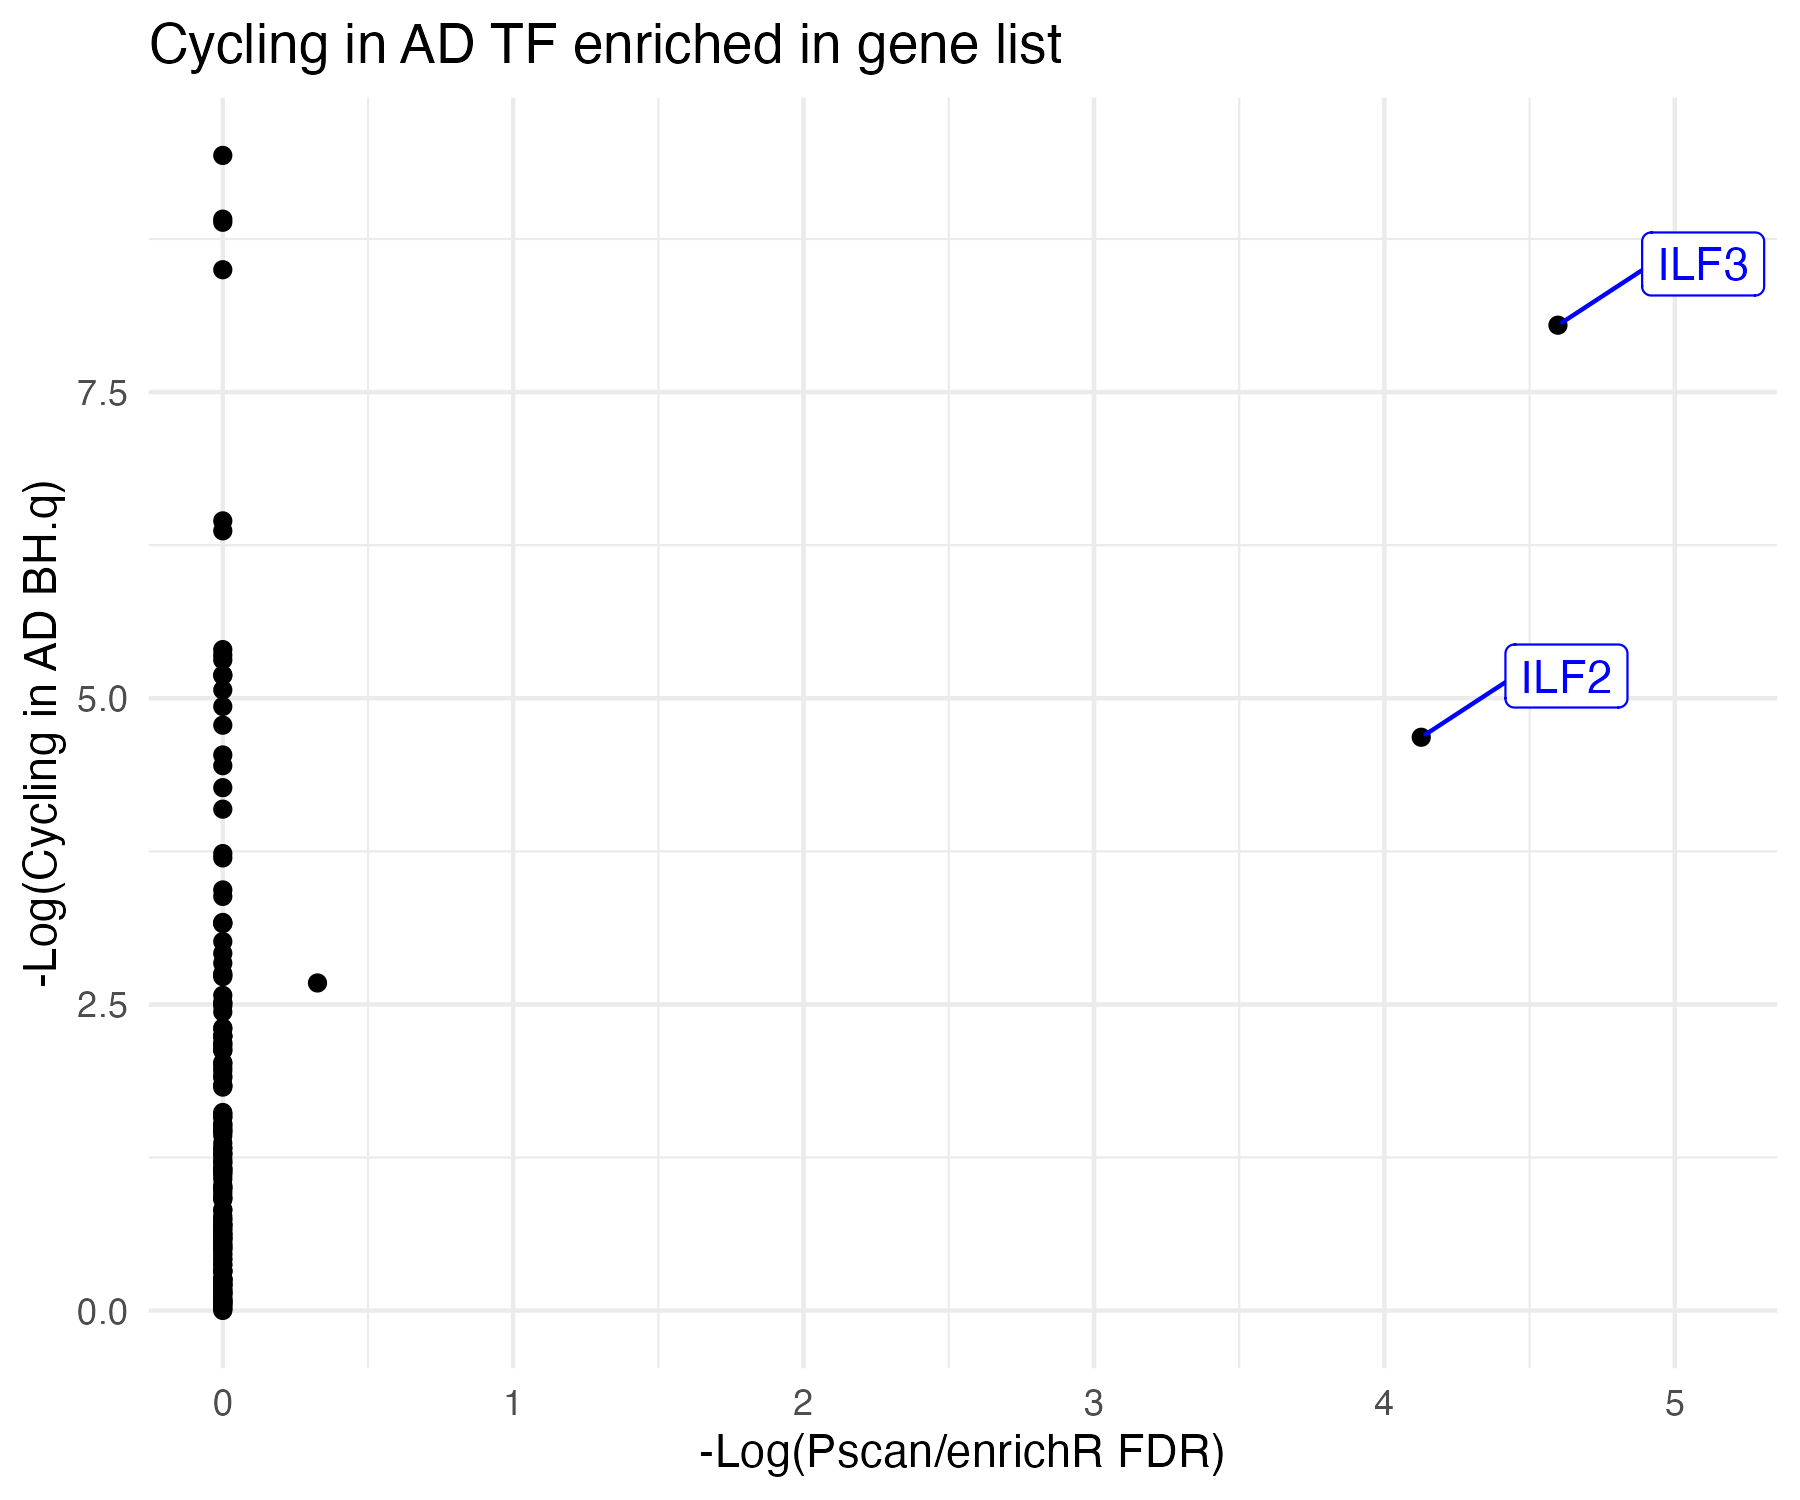 Cycling in AD TF enriched in gene list
ILF3
7.5
-Log(Cycling in AD BH.q)
ILF2
5.0
2.5
0.0
0 1 2 3 4 5
-Log(Pscan/enrichR FDR)